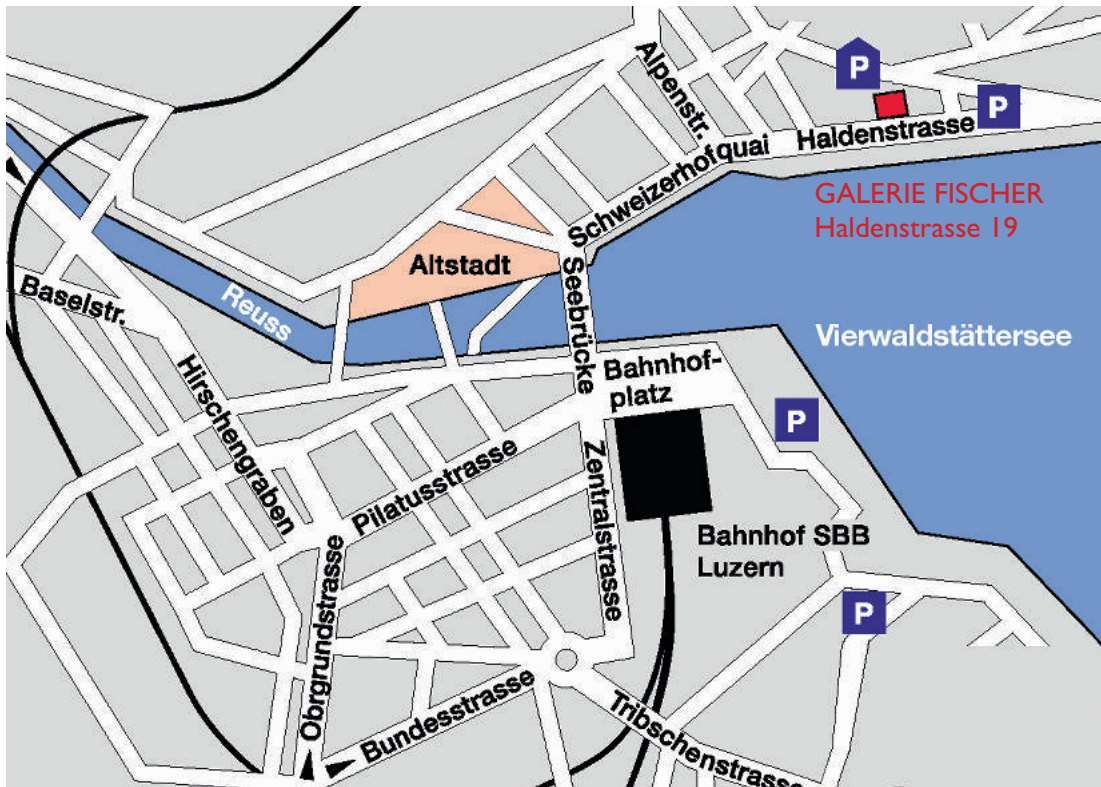 P
Alpenstr.
P
Haldenstrasse
Schweizerhofquai
GALERIE FISCHER
Haldenstrasse 19
Altstadt
Baselstr.
Reuss
Seebrücke
Vierwaldstättersee
Hirschengraben
Bahnhof-
platz
P
Pilatusstrasse
Zentralstrasse
Bahnhof SBB
Luzern
Obrgrundstrasse
P
Bundesstrasse
Tribschenstrasse